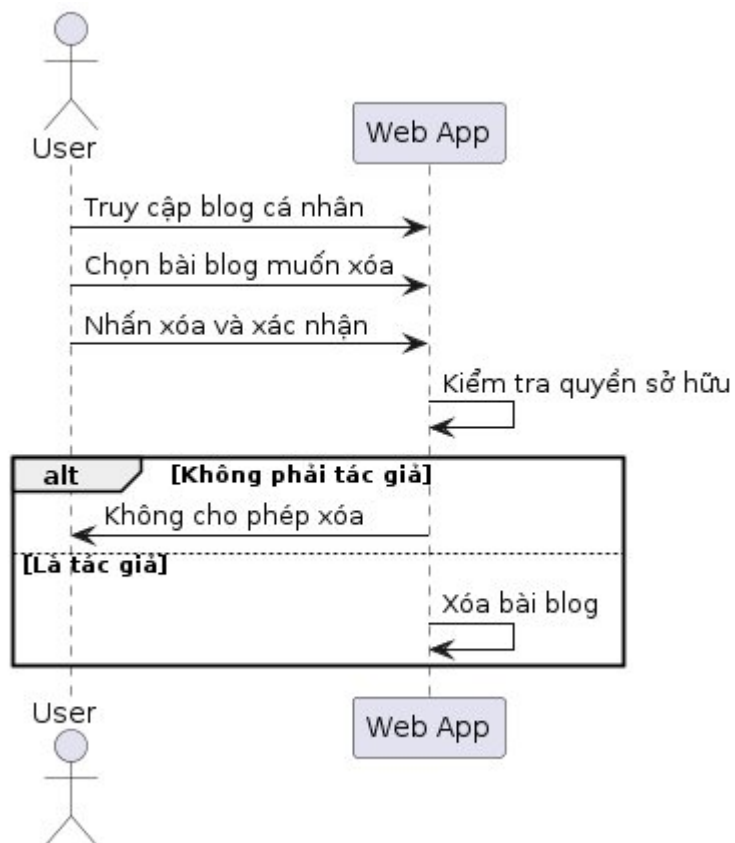 User
Web App
Truy cập blog cá nhân
Chọn bài blog muốn xóa
Nhấn xóa và xác nhận
Kiểm tra quyền sở hữu
alt [Không phải tác giả]
Không cho phép xóa
[Là tác giả]
Xóa bài blog
User
Web App